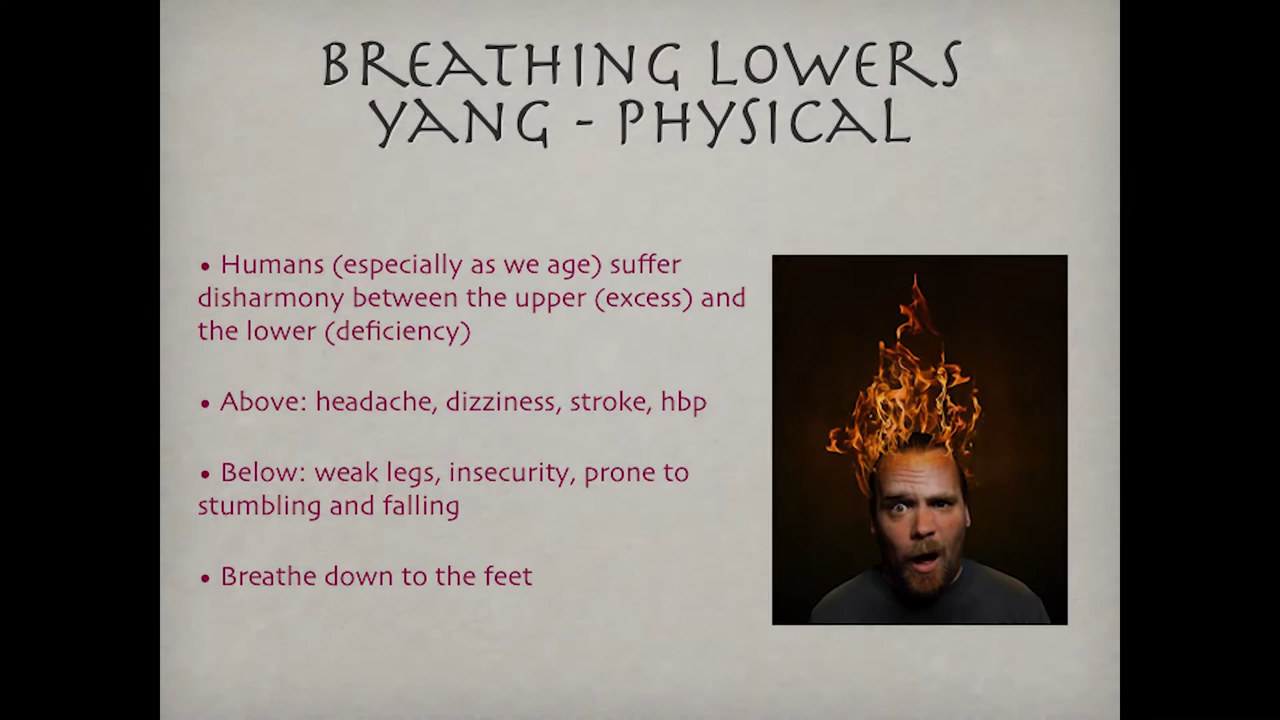 BREATHING LOWERS
YANG - PHYSICAL
• Humans (especially as we age) suffer
disharmony between the upper (excess) and
the lower (deficiency)
• Above: headache, dizziness, stroke, hbp
• Below: weak legs, insecurity, prone to
stumbling and falling
• Breathe down to the feet